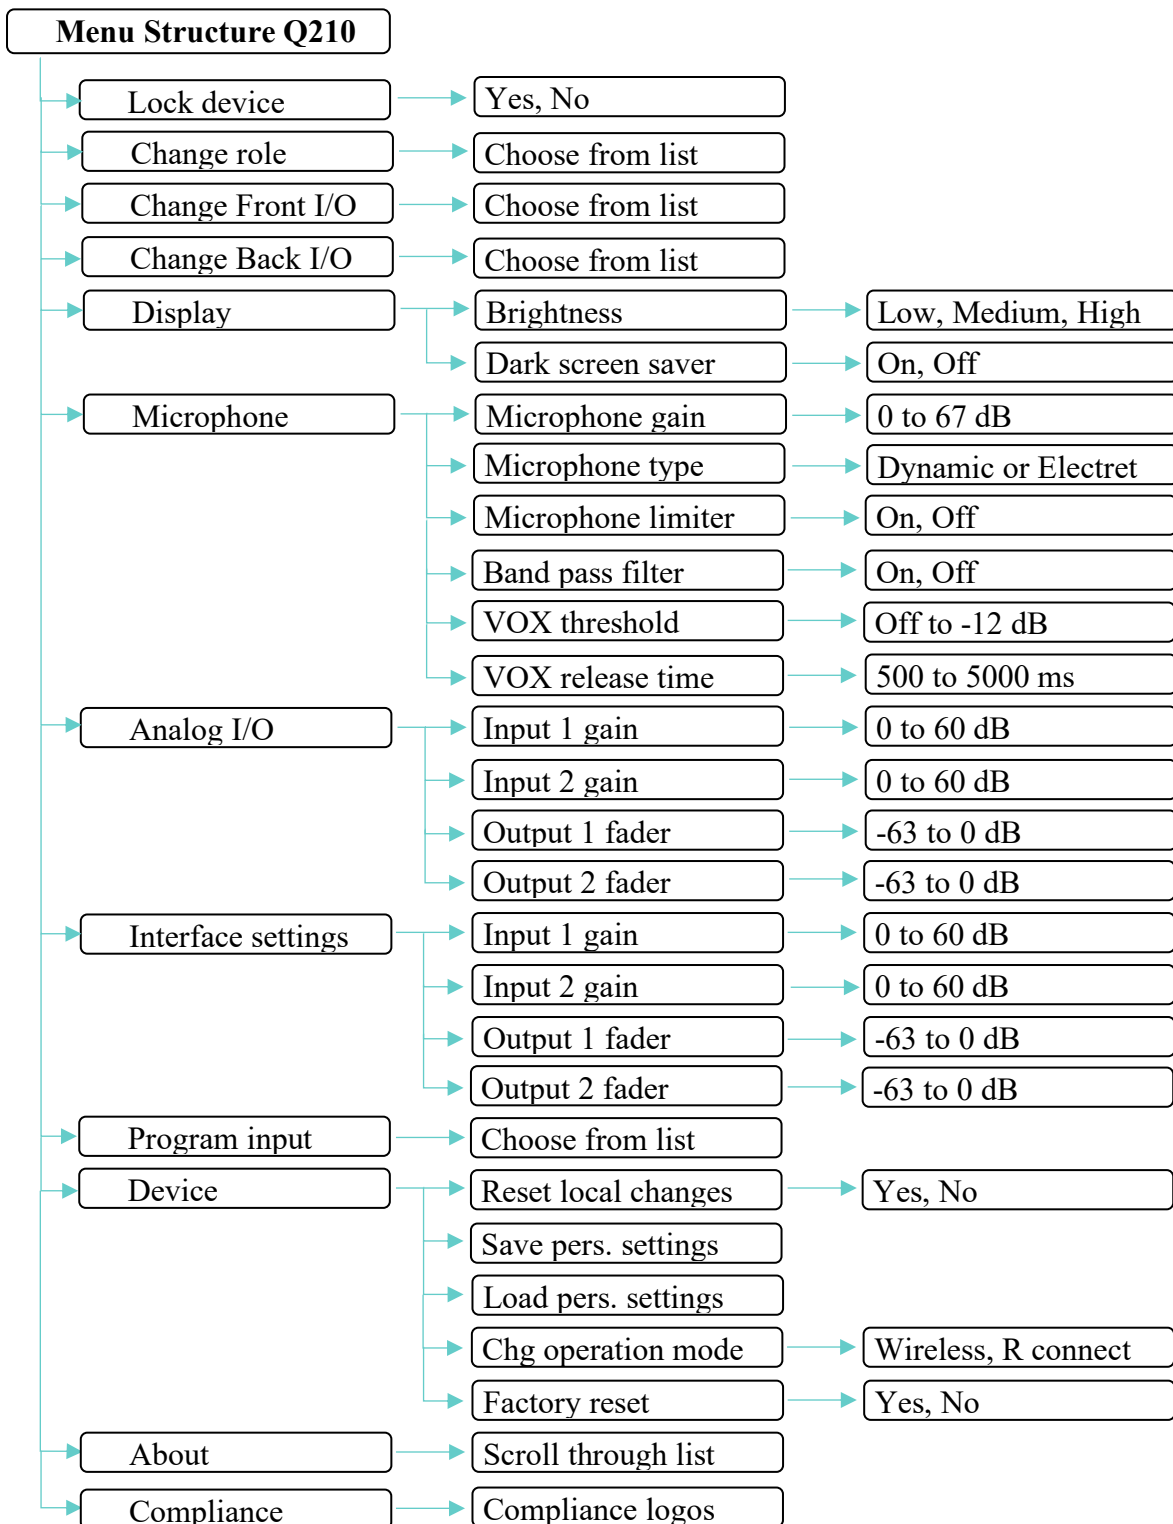 Menu Structure Q210
Lock device
Yes, No
Change role
Choose from list
Change Front I/O
Choose from list
Change Back I/O
Choose from list
Display
Brightness
Low, Medium, High
Dark screen saver
On, Off
Microphone
Microphone gain
0 to 67 dB
Microphone type
Dynamic or Electret
Microphone limiter
On, Off
Band pass filter
On, Off
VOX threshold
Off to -12 dB
VOX release time
500 to 5000 ms
Analog I/O
Input 1 gain
0 to 60 dB
Input 2 gain
0 to 60 dB
Output 1 fader
-63 to 0 dB
Output 2 fader
-63 to 0 dB
Interface settings
Input 1 gain
0 to 60 dB
Input 2 gain
0 to 60 dB
Output 1 fader
-63 to 0 dB
Output 2 fader
-63 to 0 dB
Program input
Choose from list
Device
Reset local changes
Yes, No
Save pers. settings
Load pers. settings
Chg operation mode
Wireless, R connect
Factory reset
Yes, No
About
Scroll through list
Compliance
Compliance logos